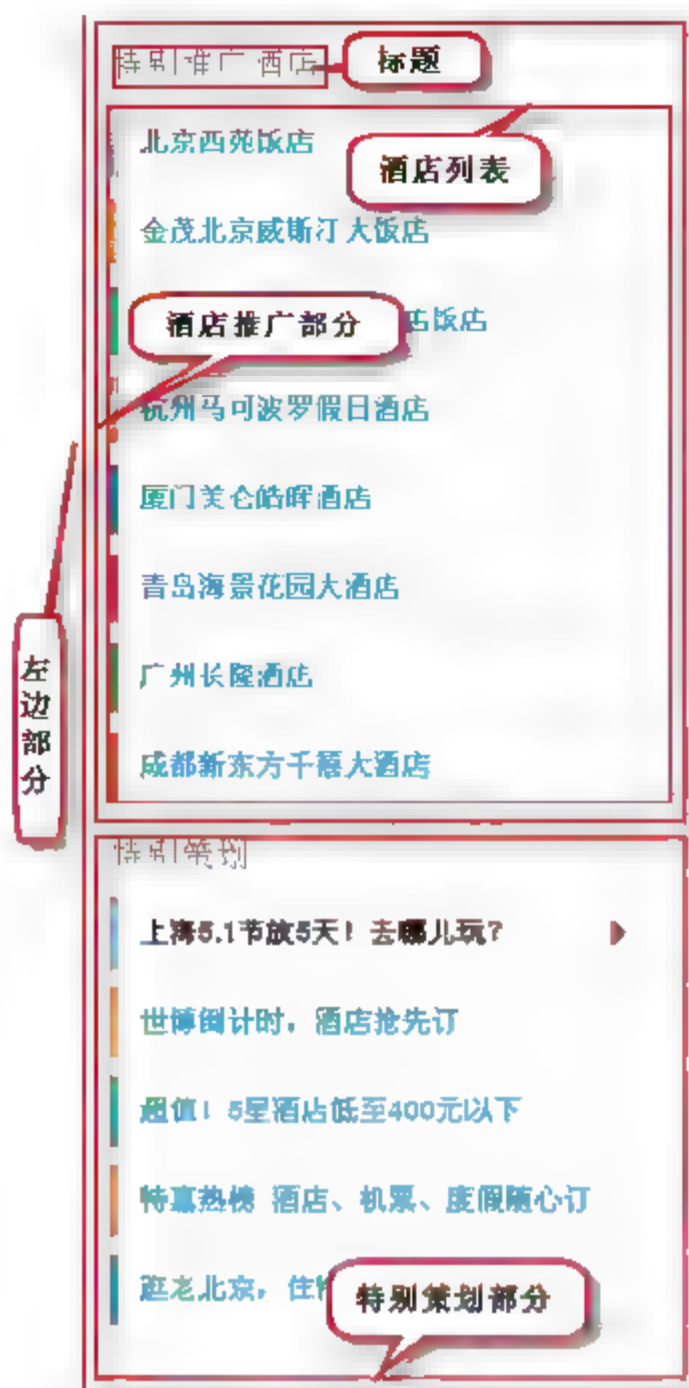 特别推广酒店
标题
北京西苑饭店
酒店列表
金茂北京威斯汀大饭店
酒店推广部分
店饭店
杭州马可波罗假日酒店
厦门美仑皓晖酒店
青岛海景花园大酒店
广州长隆酒店
左边部分
成都新东方千禧大酒店
特别策划
上海5.1节放5天！去哪儿玩？
世博倒计时，酒店抢先订
超值！5星酒店低至400元以下
特惠热榜 酒店、机票、度假随心订
逛老北京，住
特别策划部分